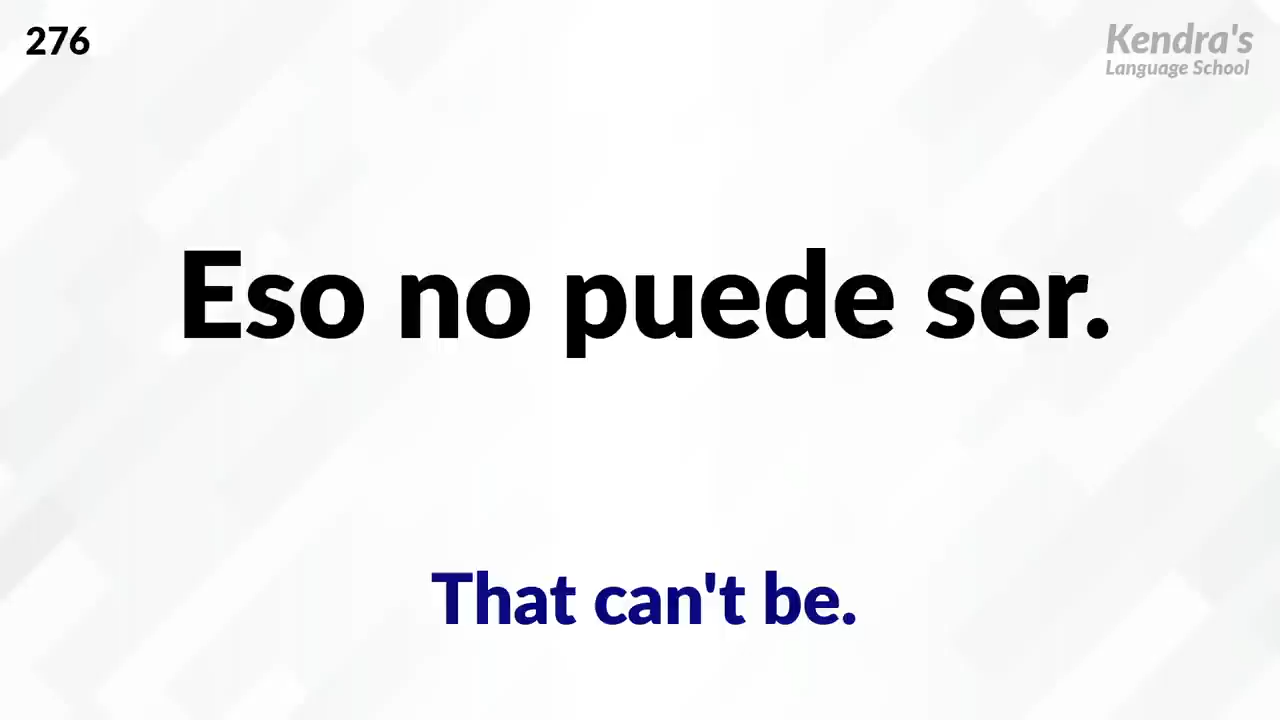 276
Kendra's
Language School
Eso no puede ser.
That can't be.